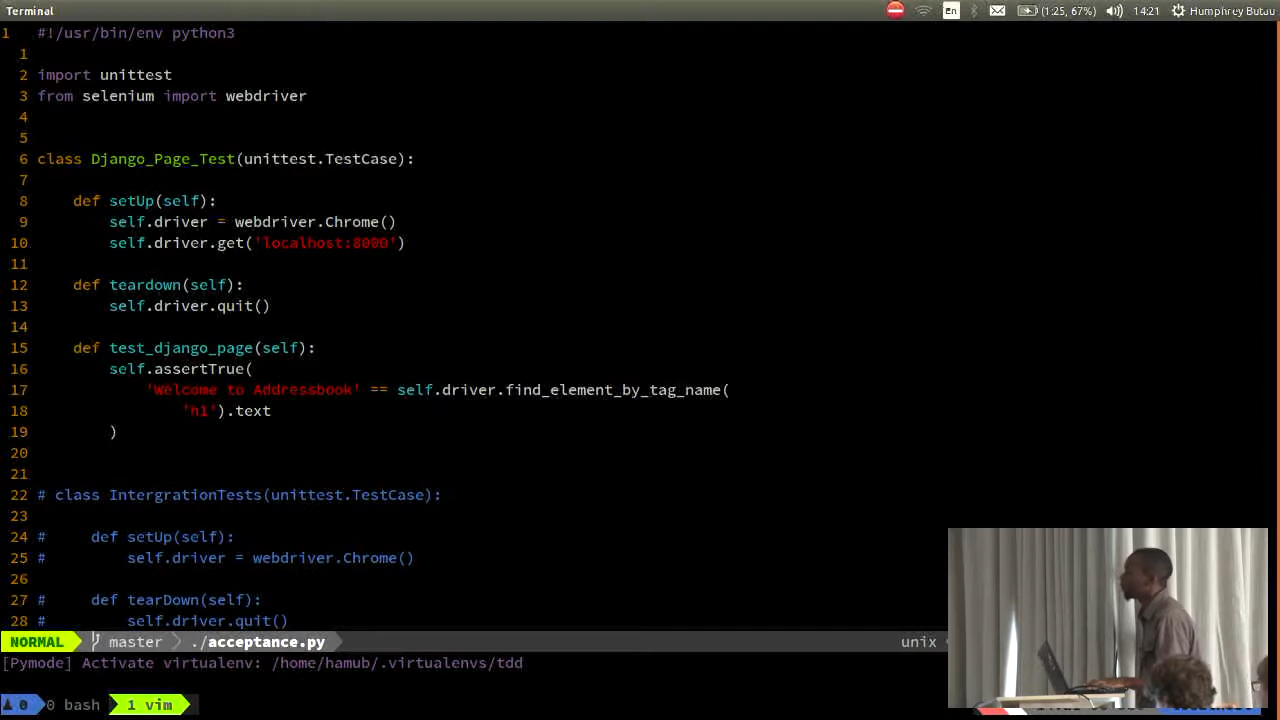 Terminal En (1:25, 67%) 14:21 Humphrey Butau
1 #!/usr/bin/env python3
1
2 import unittest
3 from selenium import webdriver
4
5
6 class Django_Page_Test(unittest.TestCase):
7
8 def setUp(self):
9 self.driver = webdriver.Chrome()
10 self.driver.get('localhost:8000')
11
12 def teardown(self):
13 self.driver.quit()
14
15 def test_django_page(self):
16 self.assertTrue(
17 'Welcome to Addressbook' == self.driver.find_element_by_tag_name(
18 'h1').text
19 )
20
21
22 # class IntergrationTests(unittest.TestCase):
23
24 # def setUp(self):
25 # self.driver = webdriver.Chrome()
26
27 # def tearDown(self):
28 # self.driver.quit()
NORMAL master ./acceptance.py unix
[Pymode] Activate virtualenv: /home/hamub/.virtualenvs/tdd
0 0 bash 1 vim